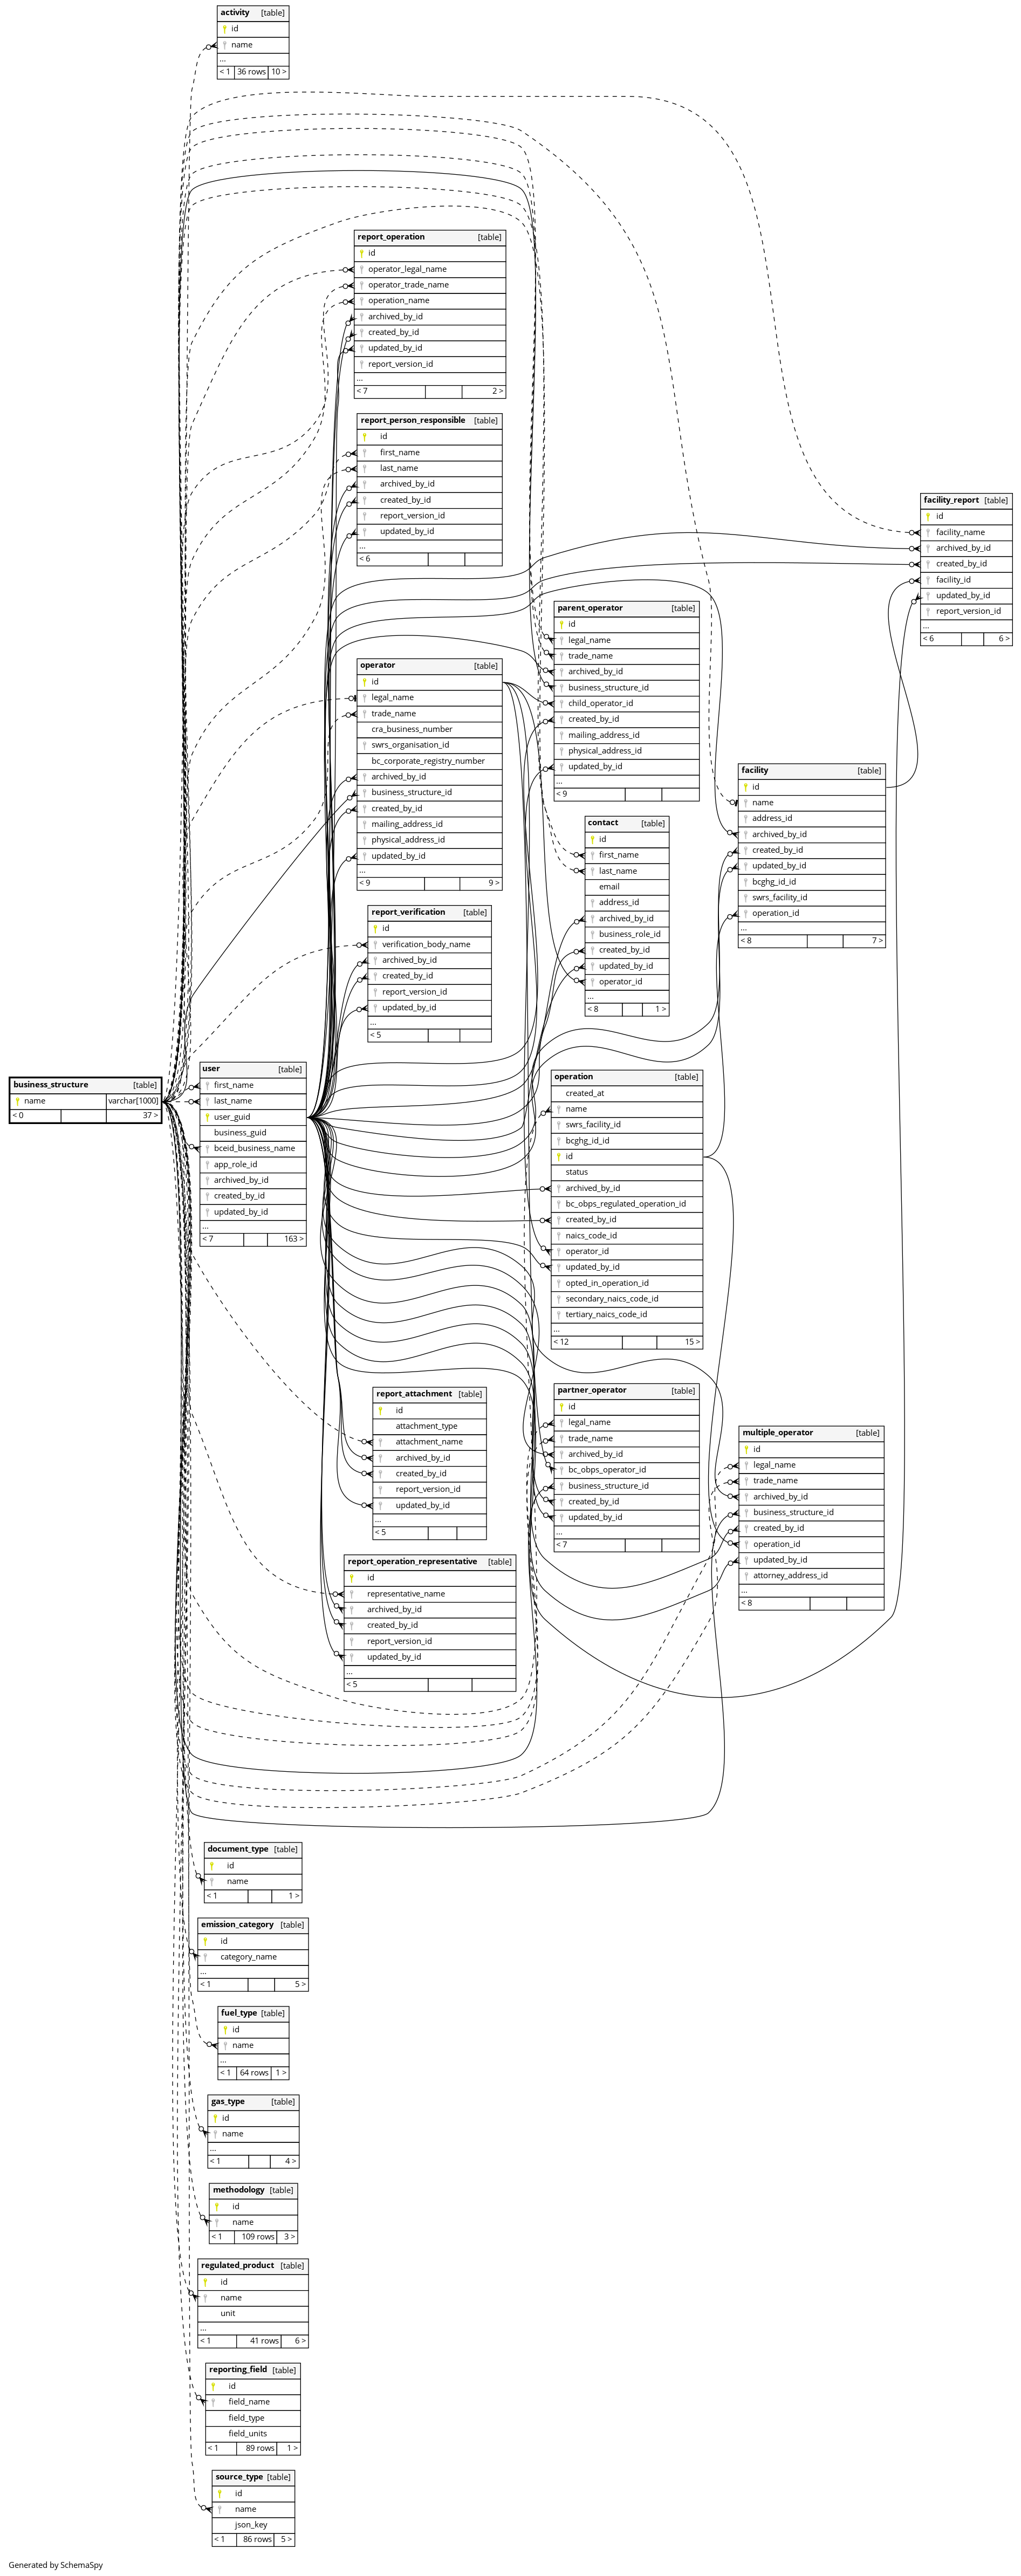 activity [table]
id
name
...
< 1 36 rows 10 >
report_operation [table]
id
operator_legal_name
operator_trade_name
operation_name
archived_by_id
created_by_id
updated_by_id
report_version_id
...
< 7 2 >
report_person_responsible [table]
id
first_name
last_name
archived_by_id
created_by_id
report_version_id
updated_by_id
...
< 6
facility_report [table]
id
facility_name
archived_by_id
created_by_id
facility_id
updated_by_id
report_version_id
...
< 6 6 >
parent_operator [table]
id
legal_name
trade_name
archived_by_id
business_structure_id
child_operator_id
created_by_id
mailing_address_id
physical_address_id
updated_by_id
...
< 9
operator [table]
id
legal_name
trade_name
cra_business_number
swrs_organisation_id
bc_corporate_registry_number
archived_by_id
business_structure_id
created_by_id
mailing_address_id
physical_address_id
updated_by_id
...
< 9 9 >
facility [table]
id
name
address_id
archived_by_id
created_by_id
updated_by_id
bcghg_id_id
swrs_facility_id
operation_id
...
< 8 7 >
contact [table]
id
first_name
last_name
email
address_id
archived_by_id
business_role_id
created_by_id
updated_by_id
operator_id
...
< 8 1 >
report_verification [table]
id
verification_body_name
archived_by_id
created_by_id
report_version_id
updated_by_id
...
< 5
business_structure [table]
name varchar[1000]
< 0 37 >
user [table]
first_name
last_name
user_guid
business_guid
bceid_business_name
app_role_id
archived_by_id
created_by_id
updated_by_id
...
< 7 163 >
operation [table]
created_at
name
swrs_facility_id
bcghg_id_id
id
status
archived_by_id
bc_obps_regulated_operation_id
created_by_id
naics_code_id
operator_id
updated_by_id
opted_in_operation_id
secondary_naics_code_id
tertiary_naics_code_id
...
< 12 15 >
report_attachment [table]
id
attachment_type
attachment_name
archived_by_id
created_by_id
report_version_id
updated_by_id
...
< 5
partner_operator [table]
id
legal_name
trade_name
archived_by_id
bc_obps_operator_id
business_structure_id
created_by_id
updated_by_id
...
< 7
multiple_operator [table]
id
legal_name
trade_name
archived_by_id
business_structure_id
created_by_id
operation_id
updated_by_id
attorney_address_id
...
< 8
report_operation_representative [table]
id
representative_name
archived_by_id
created_by_id
report_version_id
updated_by_id
...
< 5
document_type [table]
id
name
< 1 1 >
emission_category [table]
id
category_name
...
< 1 5 >
fuel_type [table]
id
name
...
< 1 64 rows 1 >
gas_type [table]
id
name
...
< 1 4 >
methodology [table]
id
name
< 1 109 rows 3 >
regulated_product [table]
id
name
unit
...
< 1 41 rows 6 >
reporting_field [table]
id
field_name
field_type
field_units
< 1 89 rows 1 >
source_type [table]
id
name
json_key
< 1 86 rows 5 >
Generated by SchemaSpy